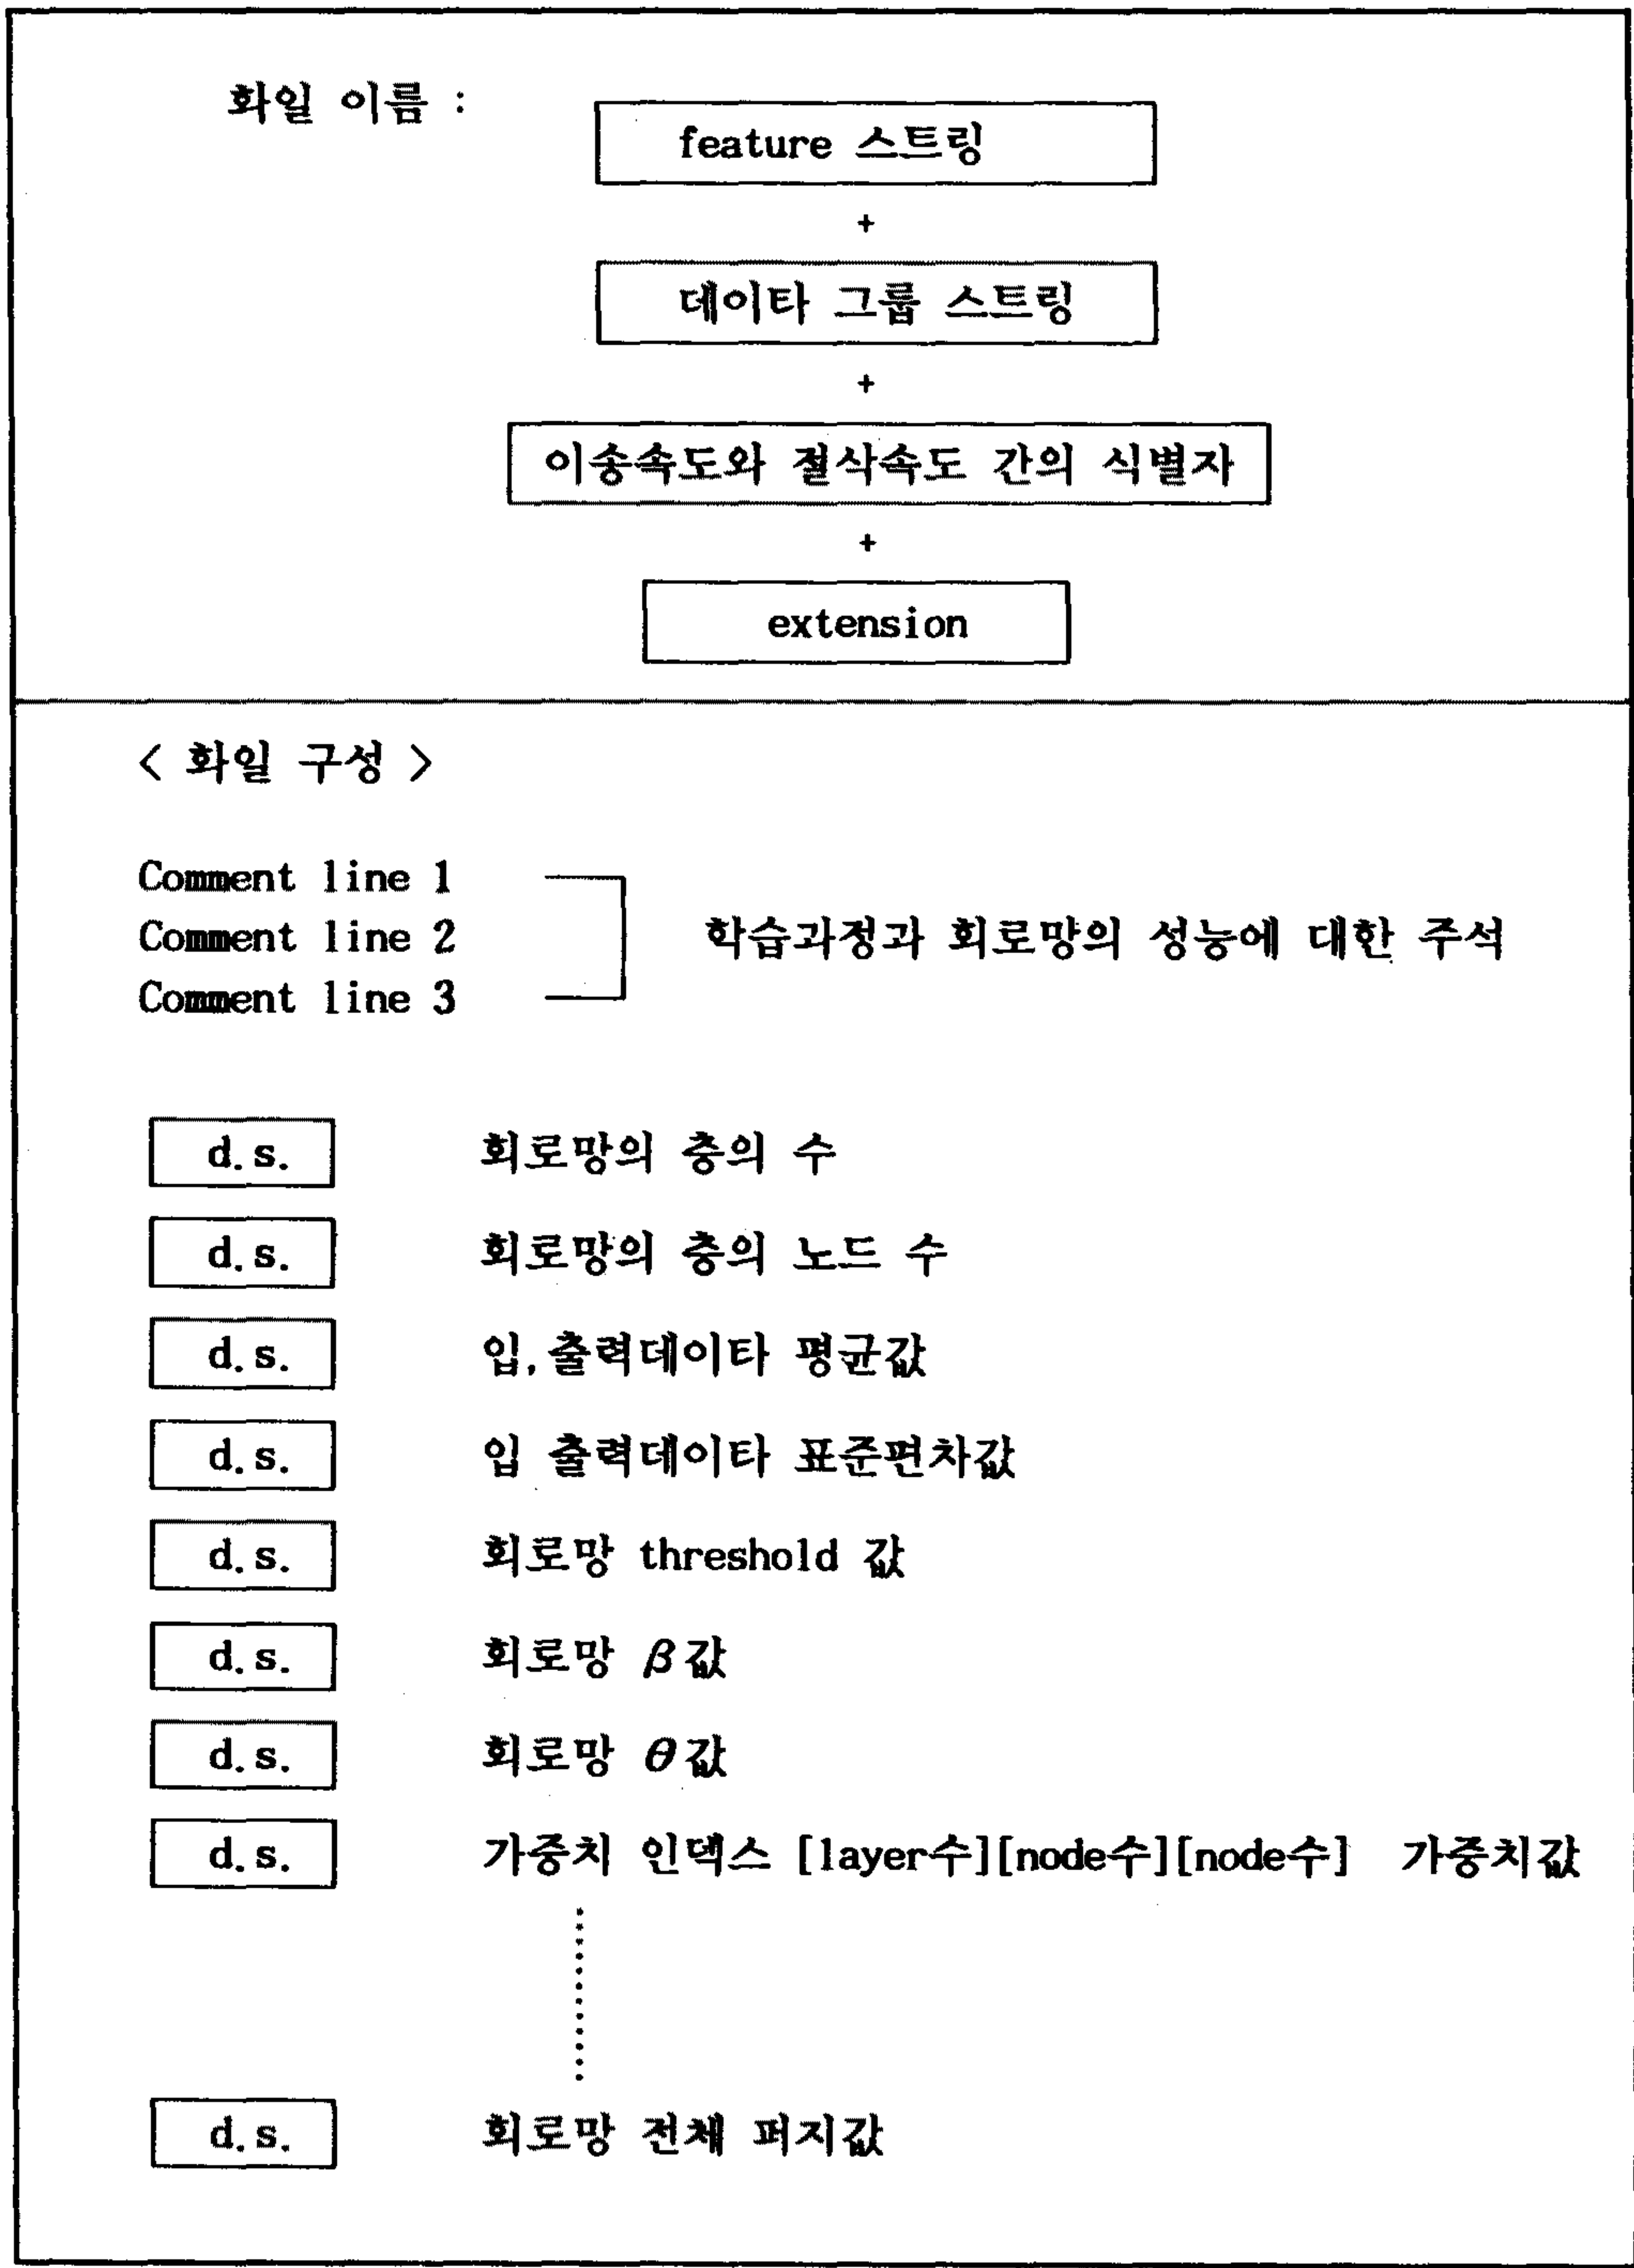 화일 이름 :
feature 스트링
+
데이타 그룹 스트링
+
이송속도와 절삭속도 간의 식별자
+
extension
< 화일 구성 >
Comment line 1
Comment line 2
Comment line 3
학습과정과 회로망의 성능에 대한 주석
d.s. 회로망의 층의 수
d.s. 회로망의 층의 노드 수
d.s. 입,출력데이타 평균값
d.s. 입 출력데이타 표준편차값
d.s. 회로망 threshold 값
d.s. 회로망 β값
d.s. 회로망 θ값
d.s. 가중치 인덱스 [layer수][node수][node수] 가중치값
d.s. 회로망 전체 퍼지값